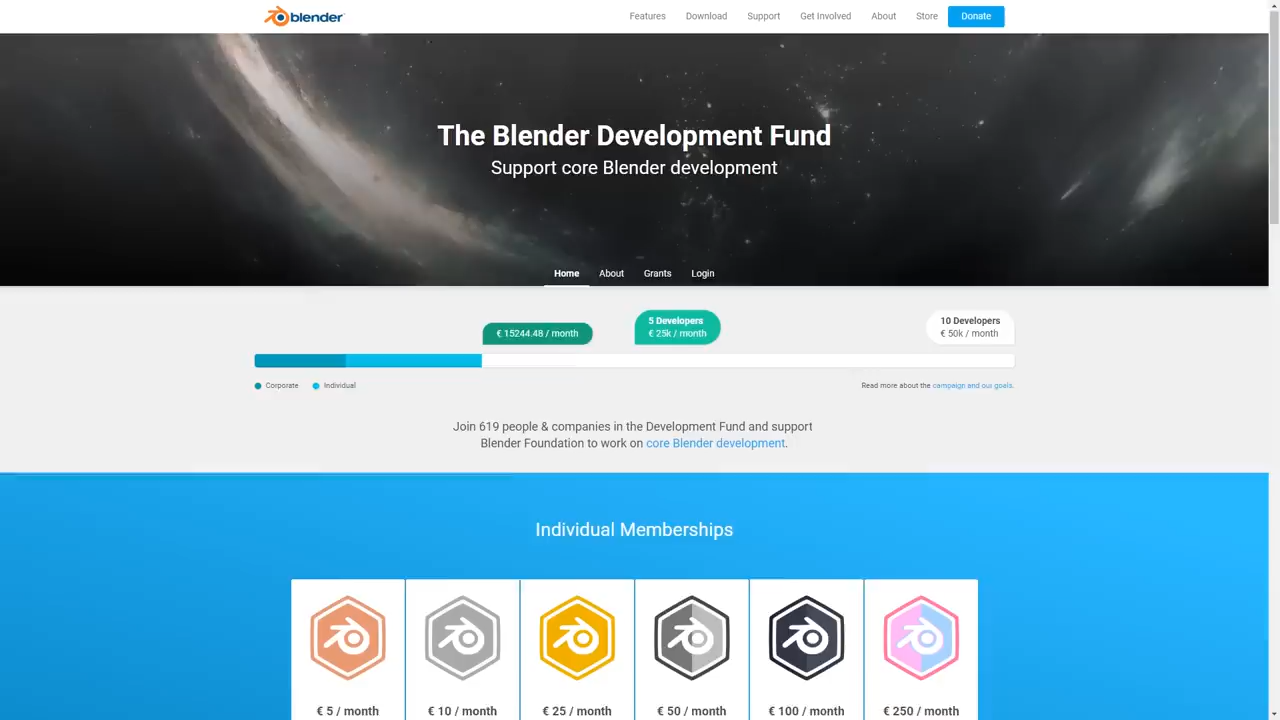 blender
Features Download Support Get Involved About Store Donate
The Blender Development Fund
Support core Blender development
Home About Grants Login
€ 15244.48 / month
5 Developers
€ 25k / month
10 Developers
€ 50k / month
Corporate Individual
Read more about the campaign and our goals.
Join 619 people & companies in the Development Fund and support
Blender Foundation to work on core Blender development.
Individual Memberships
€ 5 / month € 10 / month € 25 / month € 50 / month € 100 / month € 250 / month